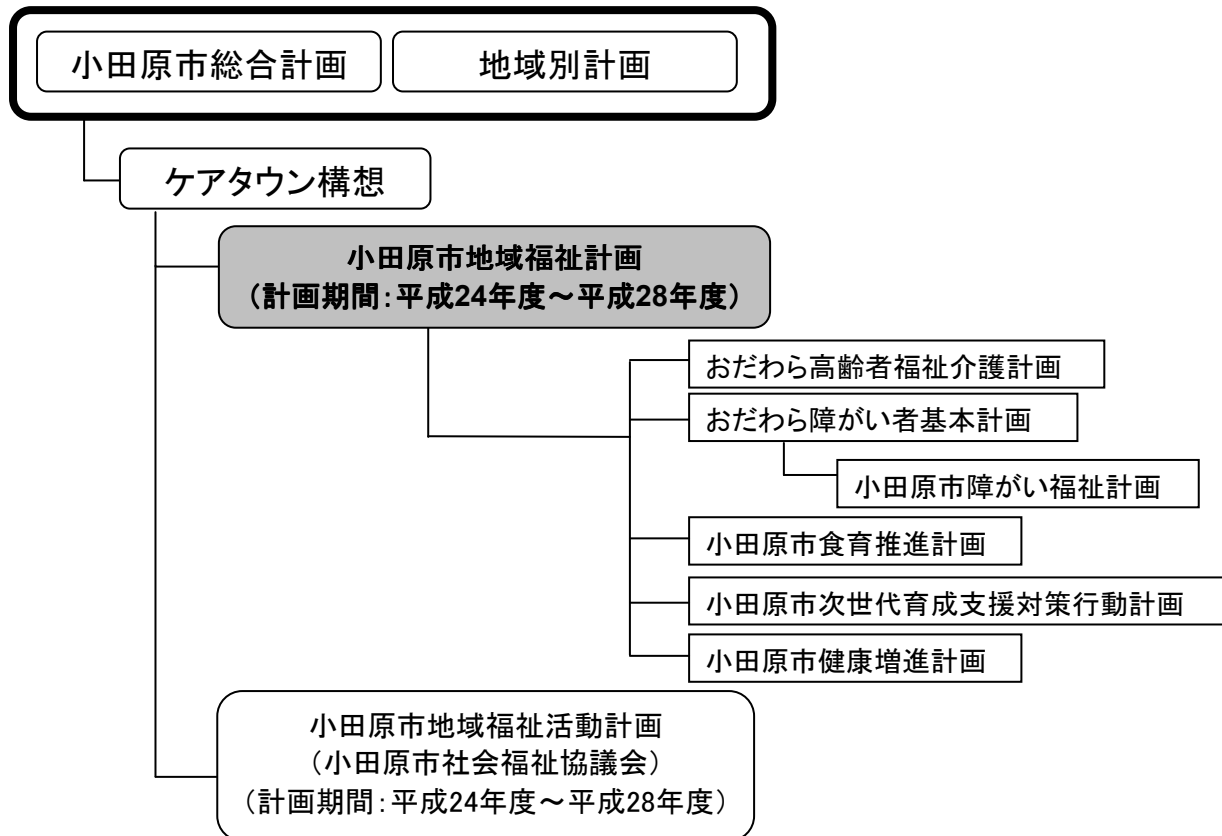 小田原市総合計画
地域別計画
ケアタウン構想
小田原市地域福祉計画
（計画期間：平成24年度～平成28年度）
おだわら高齢者福祉介護計画
おだわら障がい者基本計画
小田原市障がい福祉計画
小田原市食育推進計画
小田原市次世代育成支援対策行動計画
小田原市健康増進計画
小田原市地域福祉活動計画
（小田原市社会福祉協議会）
（計画期間：平成24年度～平成28年度）